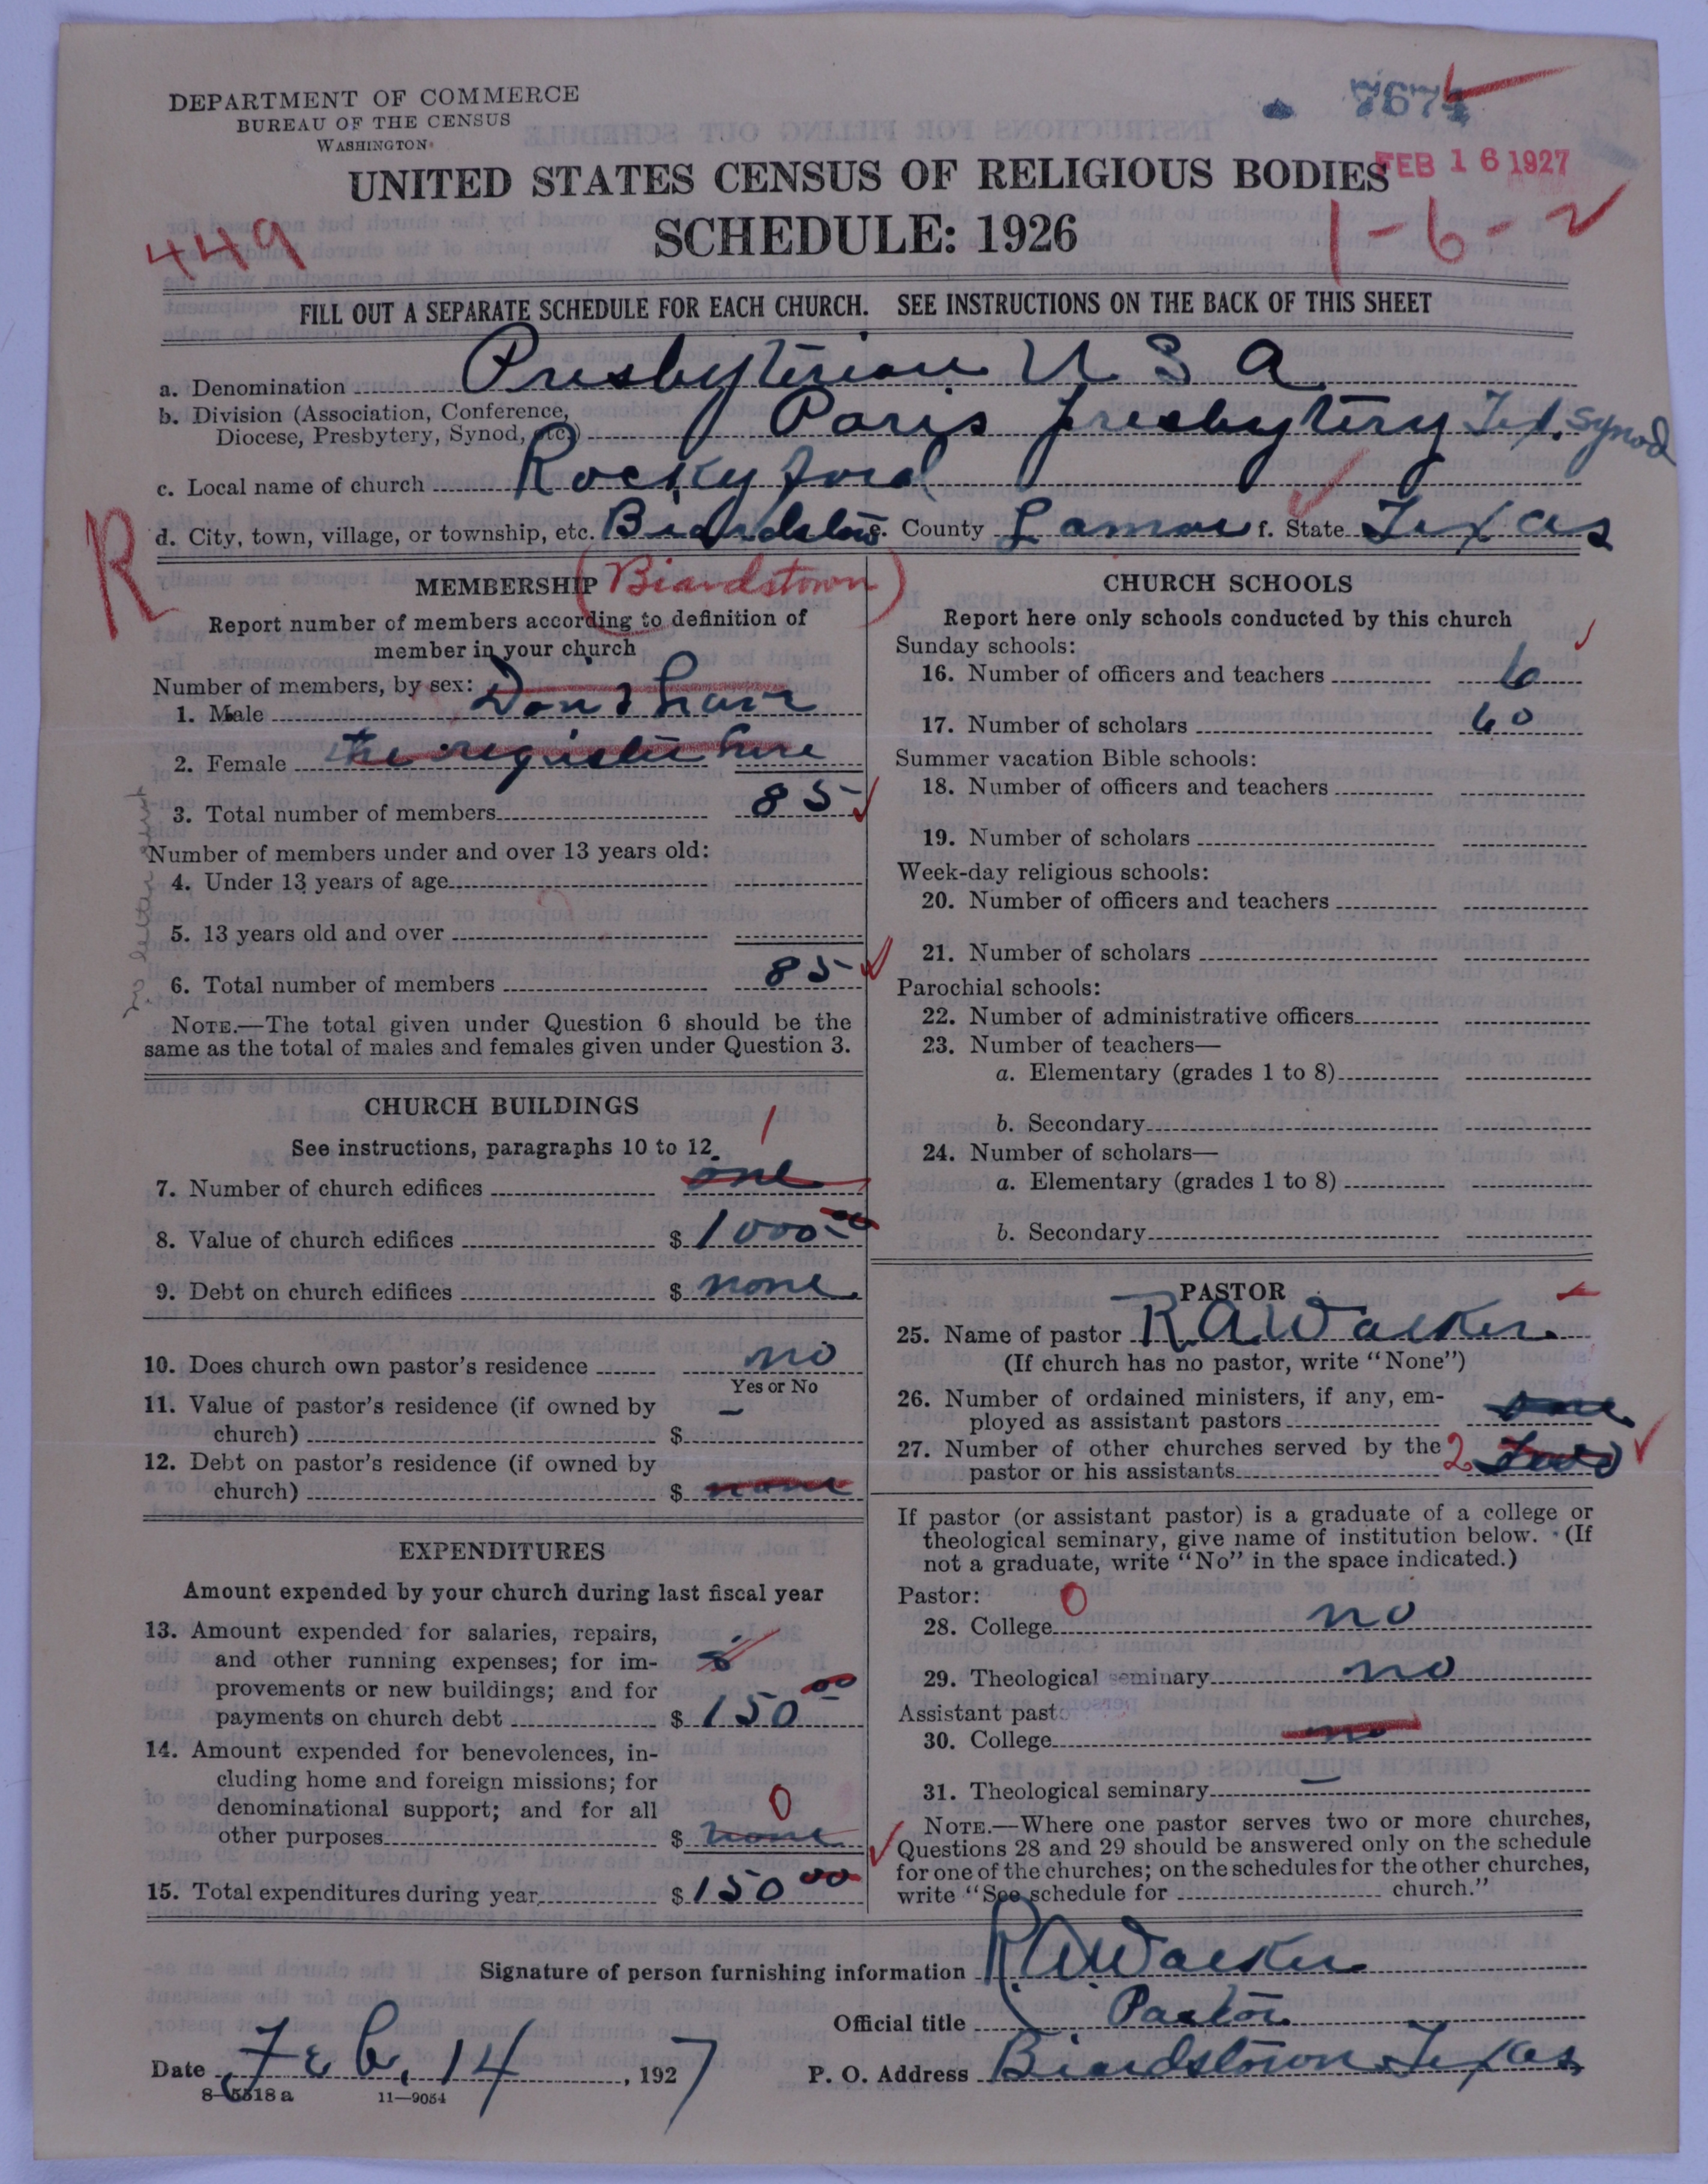 DEPARTMENT OF COMMERCE
BUREAU OF THE CENSUS
WASHINGTON
7674
FEB 16 1927
UNITED STATES CENSUS OF RELIGIOUS BODIES
SCHEDULE: 1926
449
1-6-2
FILL OUT A SEPARATE SCHEDULE FOR EACH CHURCH. SEE INSTRUCTIONS ON THE BACK OF THIS SHEET
a. Denomination Presbyterian U S A
b. Division (Association, Conference, Diocese, Presbytery, Synod, etc.) Paris Presbytery Tex. Synod
c. Local name of church Rocky ford
d. City, town, village, or township, etc. Biardstown e. County Lamar f. State Texas
R
MEMBERSHIP (Biardstown)
Report number of members according to definition of
member in your church
Number of members, by sex:
1. Male Dont have
2. Female the register here
3. Total number of members 85
Number of members under and over 13 years old:
4. Under 13 years of age
5. 13 years old and over
6. Total number of members 85
NOTE.—The total given under Question 6 should be the
same as the total of males and females given under Question 3.
CHURCH BUILDINGS
See instructions, paragraphs 10 to 12.
1
7. Number of church edifices one
8. Value of church edifices $ 1000 00
9. Debt on church edifices $ none
10. Does church own pastor's residence no
Yes or No
11. Value of pastor's residence (if owned by
church) $ –
12. Debt on pastor's residence (if owned by
church) $ none
EXPENDITURES
Amount expended by your church during last fiscal year
13. Amount expended for salaries, repairs,
and other running expenses; for im-
provements or new buildings; and for
payments on church debt $ 150 00
14. Amount expended for benevolences, in-
cluding home and foreign missions; for
denominational support; and for all 0
other purposes $ none
15. Total expenditures during year $ 150 00
CHURCH SCHOOLS
Report here only schools conducted by this church
Sunday schools:
16. Number of officers and teachers 6
17. Number of scholars 60
Summer vacation Bible schools:
18. Number of officers and teachers
19. Number of scholars
Week-day religious schools:
20. Number of officers and teachers
21. Number of scholars
Parochial schools:
22. Number of administrative officers
23. Number of teachers—
a. Elementary (grades 1 to 8)
b. Secondary
24. Number of scholars—
a. Elementary (grades 1 to 8)
b. Secondary
PASTOR
25. Name of pastor R A Walker
(If church has no pastor, write "None")
26. Number of ordained ministers, if any, em-
ployed as assistant pastors
27. Number of other churches served by the 2
pastor or his assistants Two
If pastor (or assistant pastor) is a graduate of a college or
theological seminary, give name of institution below. (If
not a graduate, write "No" in the space indicated.)
Pastor: 0
28. College no
29. Theological seminary no
Assistant past
30. College no
31. Theological seminary –
NOTE.—Where one pastor serves two or more churches,
Questions 28 and 29 should be answered only on the schedule
for one of the churches; on the schedules for the other churches,
write "See schedule for church."
Signature of person furnishing information R.A. Walker
Official title Pastor
Date Feb, 14, 1927 P. O. Address Biardstown Texas
8-5518 a 11—9054